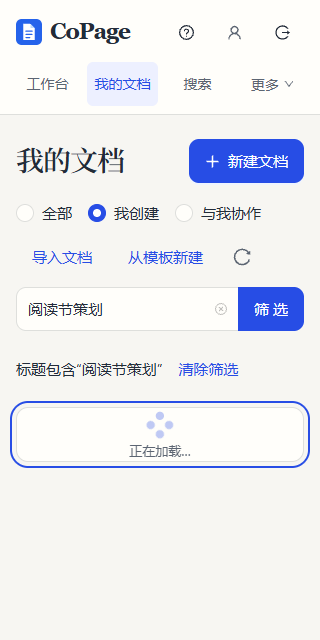 CoPage
工作台 我的文档 搜索 更多
我的文档 新建文档
全部 我创建 与我协作
导入文档 从模板新建
阅读节策划 筛 选
标题包含“阅读节策划” 清除筛选
正在加载...